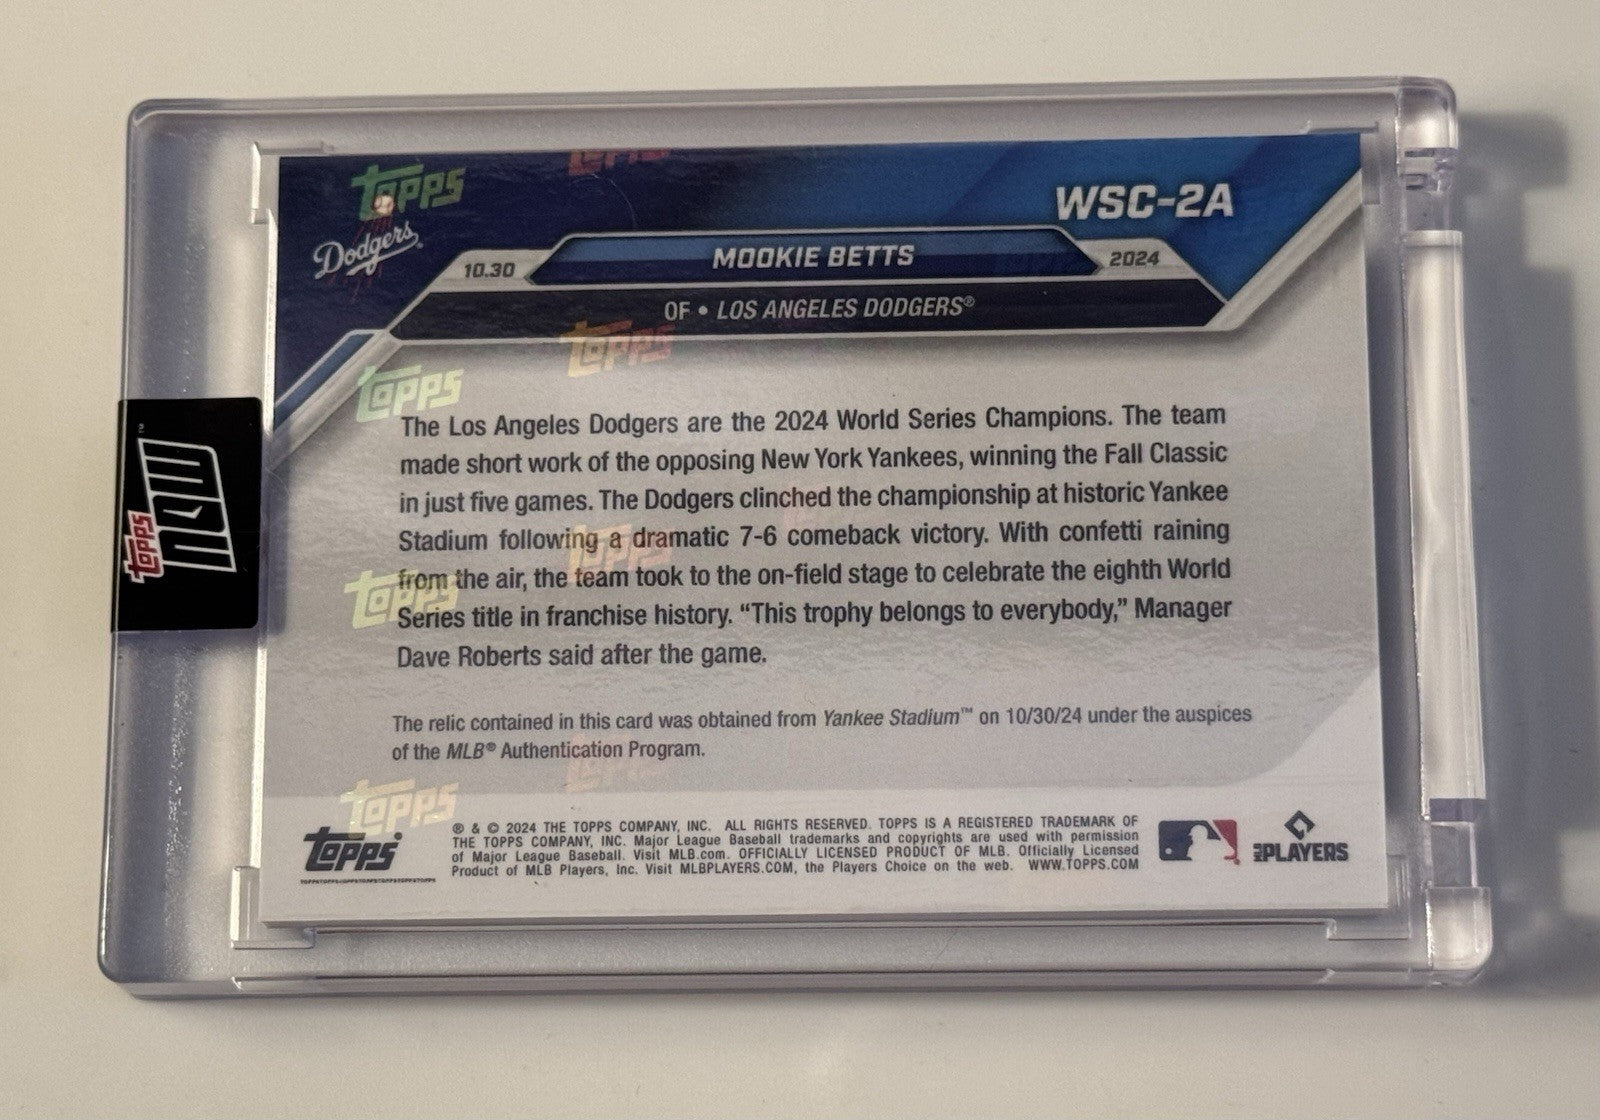 TOPPS
TOPPS
WSC-2A
Dodgers
MOOKIE BETTS
10.30
2024
OF • LOS ANGELES DODGERS®
TOPPS
TOPPS
The Los Angeles Dodgers are the 2024 World Series Champions. The team
made short work of the opposing New York Yankees, winning the Fall Classic
in just five games. The Dodgers clinched the championship at historic Yankee
Stadium following a dramatic 7-6 comeback victory. With confetti raining
from the air, the team took to the on-field stage to celebrate the eighth World
Series title in franchise history. “This trophy belongs to everybody,” Manager
Dave Roberts said after the game.
TOPPS
TOPPS
TOPPS NOW™
The relic contained in this card was obtained from Yankee Stadium™ on 10/30/24 under the auspices
of the MLB® Authentication Program.
TOPPS
TOPPS
TOPPS
® & © 2024 THE TOPPS COMPANY, INC. ALL RIGHTS RESERVED. TOPPS IS A REGISTERED TRADEMARK OF
THE TOPPS COMPANY, INC. Major League Baseball trademarks and copyrights are used with permission
of Major League Baseball. Visit MLB.com. OFFICIALLY LICENSED PRODUCT OF MLB. Officially Licensed
Product of MLB Players, Inc. Visit MLBPLAYERS.COM, the Players Choice on the web. WWW.TOPPS.COM
MLB PLAYERS